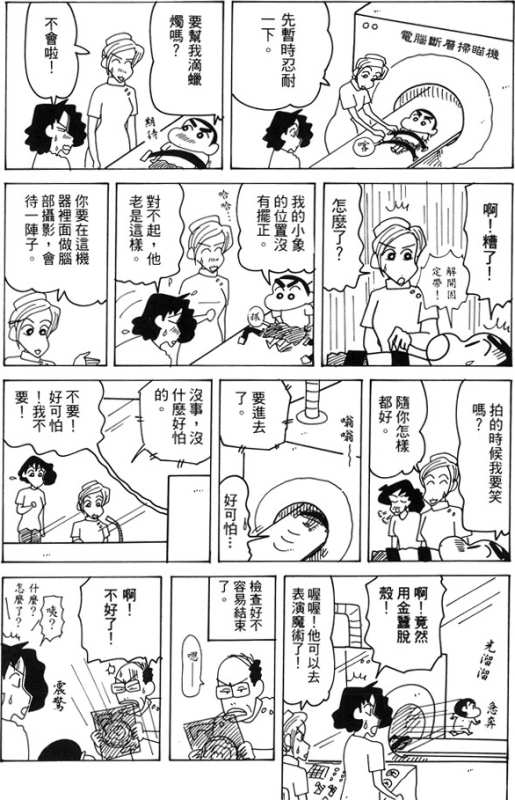 電腦斷層掃瞄機
先暫時忍耐
一下。
喀
要幫我滴蠟
燭嗎？
期待
不會啦！
啊！糟了！
解開固
定帶！
怎麼了？
我的小象
的位置沒
有擺正。
抓
哈哈…
對不起，他
老是這樣。
你要在這機
器裡面做腦
部攝影，會
待一陣子。
拍的時候我要笑
嗎？
隨你怎樣
都好。
嗡嗡
要進去
了。
好可怕…
沒事，沒
什麼好怕
的。
不要！
好可怕
！我不
要！
光溜溜
急奔
啊！竟然
用金蠶脫
殼！
喔喔！他可以去
表演魔術了！
檢查好不
容易結束
了。
嗯——
啊！
不好了！
咦？
什麼？
怎麼了？
震驚